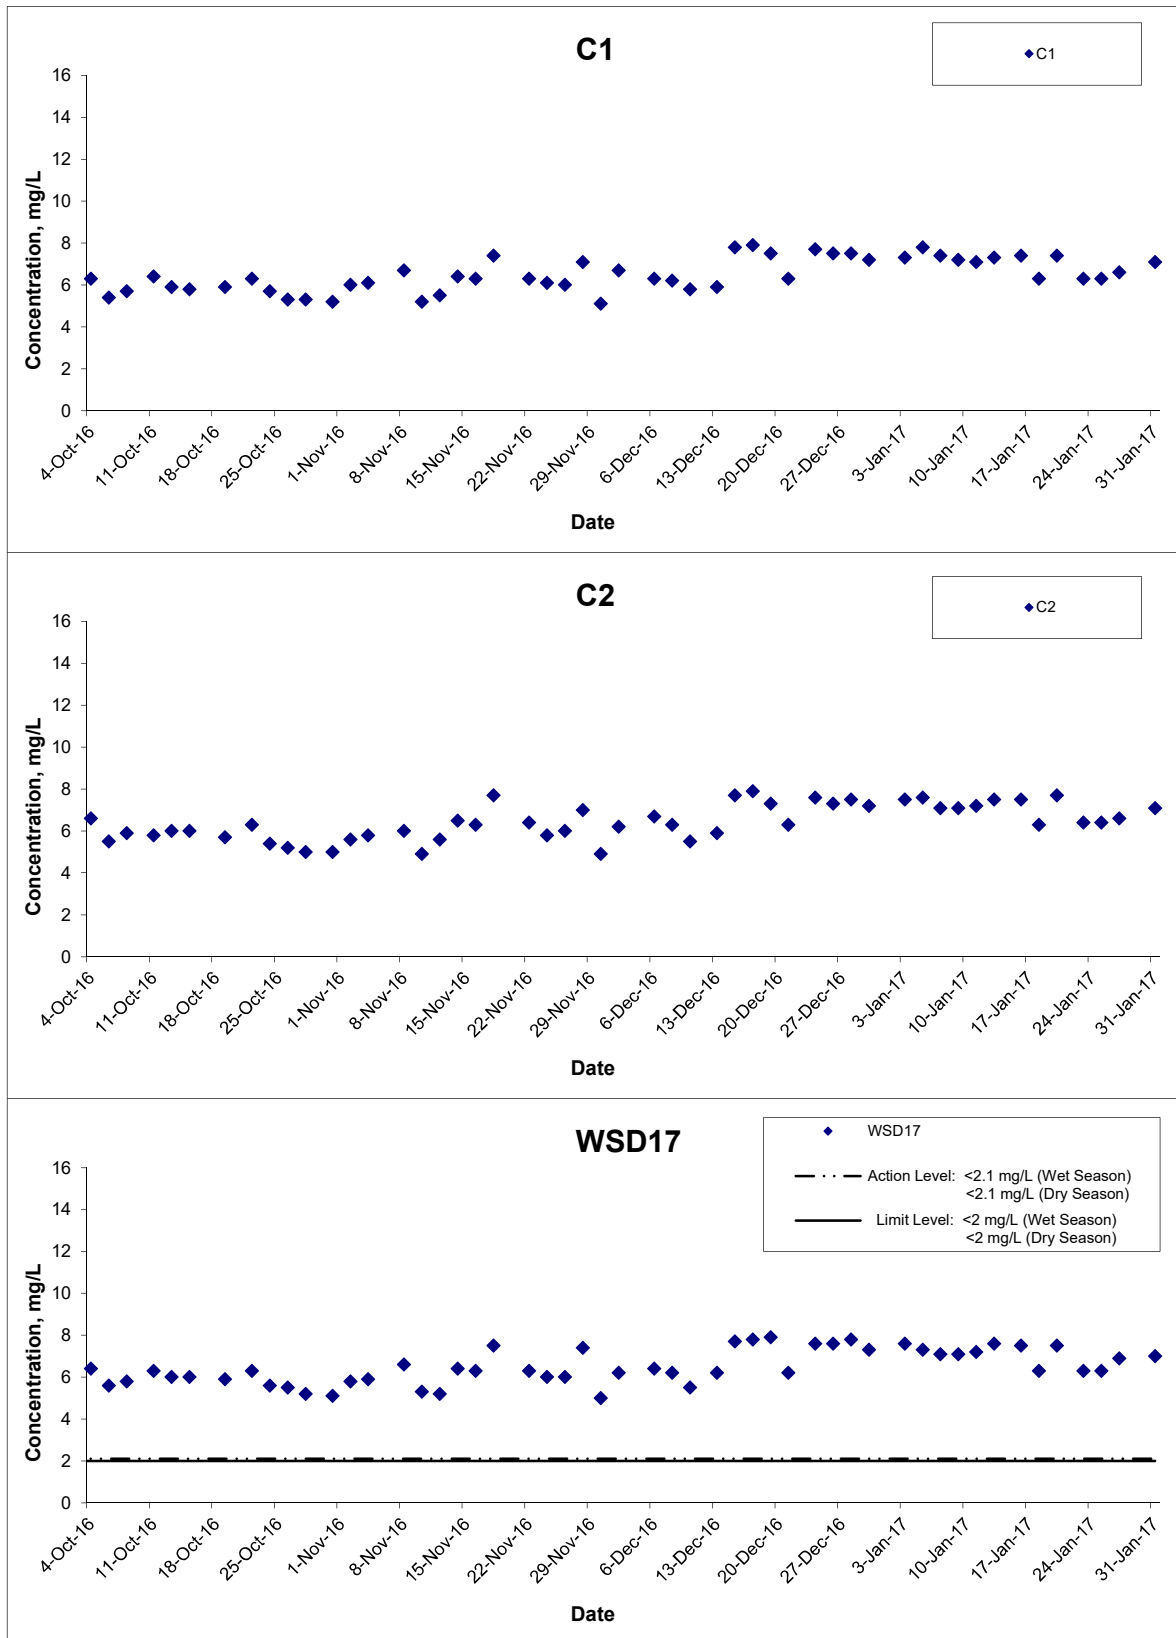 C1
C1
16
14
12
10
8
6
4
2
0
Concentration, mg/L
4-Oct-16
11-Oct-16
18-Oct-16
25-Oct-16
1-Nov-16
8-Nov-16
15-Nov-16
22-Nov-16
29-Nov-16
6-Dec-16
13-Dec-16
20-Dec-16
27-Dec-16
3-Jan-17
10-Jan-17
17-Jan-17
24-Jan-17
31-Jan-17
Date
C2
C2
16
14
12
10
8
6
4
2
0
Concentration, mg/L
4-Oct-16
11-Oct-16
18-Oct-16
25-Oct-16
1-Nov-16
8-Nov-16
15-Nov-16
22-Nov-16
29-Nov-16
6-Dec-16
13-Dec-16
20-Dec-16
27-Dec-16
3-Jan-17
10-Jan-17
17-Jan-17
24-Jan-17
31-Jan-17
Date
WSD17
WSD17
Action Level: <2.1 mg/L (Wet Season)
<2.1 mg/L (Dry Season)
Limit Level: <2 mg/L (Wet Season)
<2 mg/L (Dry Season)
16
14
12
10
8
6
4
2
0
Concentration, mg/L
4-Oct-16
11-Oct-16
18-Oct-16
25-Oct-16
1-Nov-16
8-Nov-16
15-Nov-16
22-Nov-16
29-Nov-16
6-Dec-16
13-Dec-16
20-Dec-16
27-Dec-16
3-Jan-17
10-Jan-17
17-Jan-17
24-Jan-17
31-Jan-17
Date